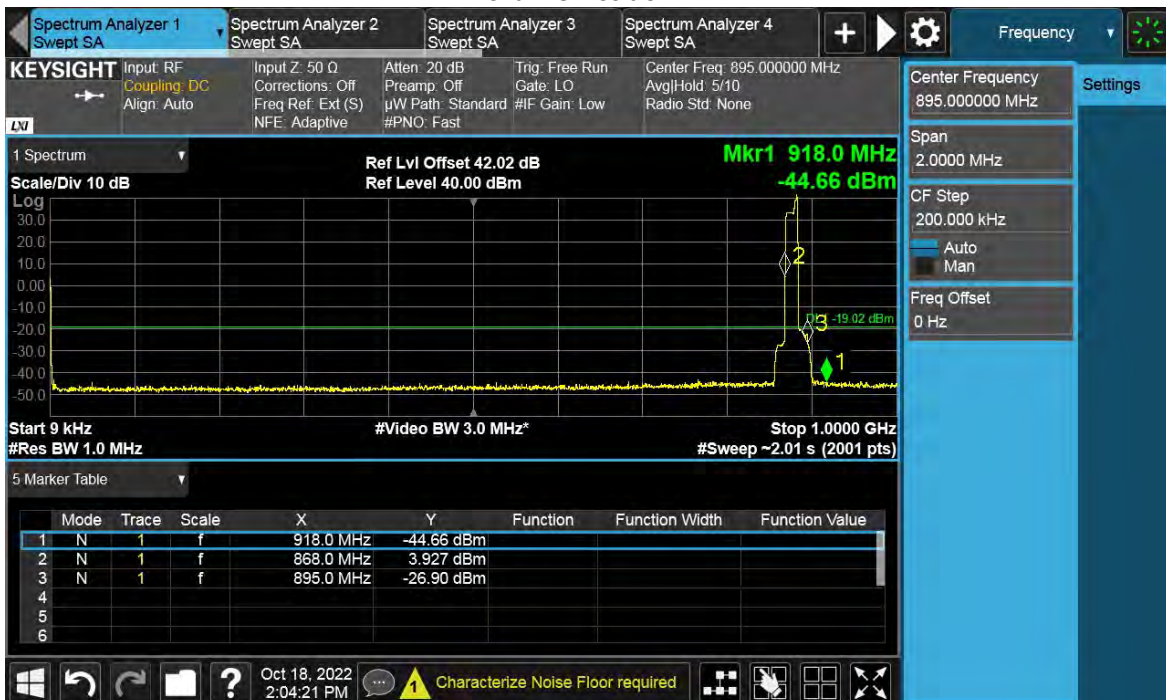 Spectrum Analyzer 1
Swept SA
Spectrum Analyzer 2
Swept SA
Spectrum Analyzer 3
Swept SA
Spectrum Analyzer 4
Swept SA
+
Frequency
KEYSIGHT
LXI
Input: RF
Coupling: DC
Align: Auto
Input Z: 50 Ω
Corrections: Off
Freq Ref: Ext (S)
NFE: Adaptive
Atten: 20 dB
Preamp: Off
µW Path: Standard
#PNO: Fast
Trig: Free Run
Gate: LO
#IF Gain: Low
Center Freq: 895.000000 MHz
Avg|Hold: 5/10
Radio Std: None
Center Frequency
895.000000 MHz
Settings
Span
2.0000 MHz
CF Step
200.000 kHz
Auto
Man
Freq Offset
0 Hz
1 Spectrum
Scale/Div 10 dB
Ref Lvl Offset 42.02 dB
Ref Level 40.00 dBm
Mkr1 918.0 MHz
-44.66 dBm
Log
30.0
20.0
10.0
0.00
-10.0
-20.0
-30.0
-40.0
-50.0
2
3
-19.02 dBm
1
Start 9 kHz
#Video BW 3.0 MHz*
Stop 1.0000 GHz
#Res BW 1.0 MHz
#Sweep ~2.01 s (2001 pts)
5 Marker Table
Mode Trace Scale X Y Function Function Width Function Value
1 N 1 f 918.0 MHz -44.66 dBm
2 N 1 f 868.0 MHz 3.927 dBm
3 N 1 f 895.0 MHz -26.90 dBm
4
5
6
?
Oct 18, 2022
2:04:21 PM
1
Characterize Noise Floor required